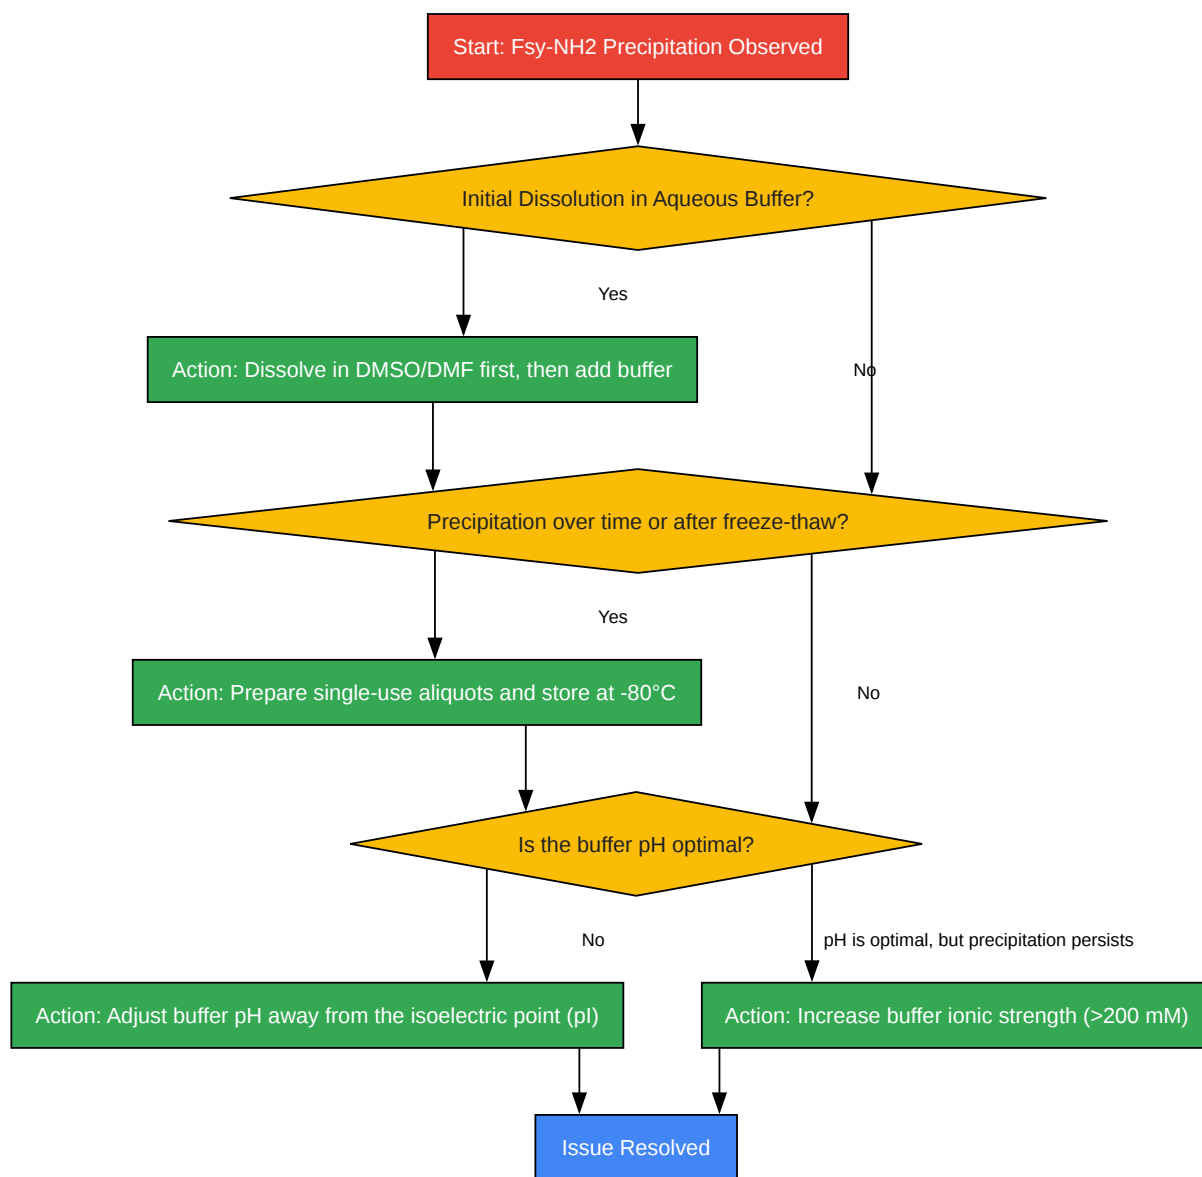 Start: Fsy-NH2 Precipitation Observed
Initial Dissolution in Aqueous Buffer?
Yes
Action: Dissolve in DMSO/DMF first, then add buffer
No
Precipitation over time or after freeze-thaw?
Yes
Action: Prepare single-use aliquots and store at -80°C
No
Is the buffer pH optimal?
No
pH is optimal, but precipitation persists
Action: Adjust buffer pH away from the isoelectric point (pI)
Action: Increase buffer ionic strength (>200 mM)
Issue Resolved